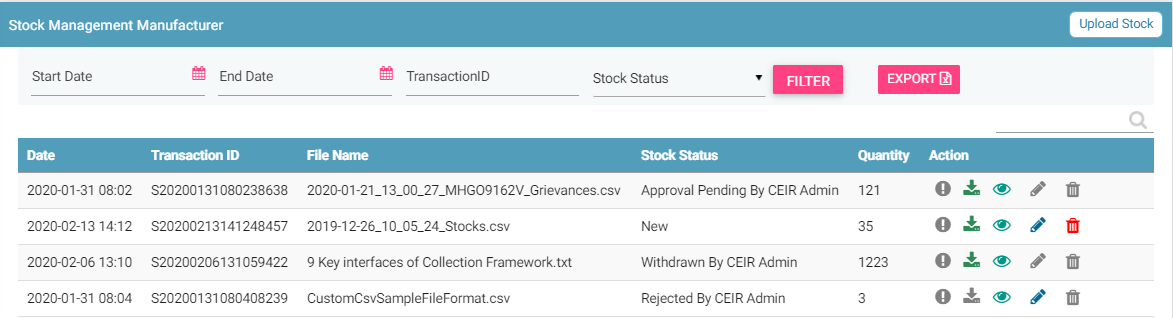 Stock Management Manufacturer Upload Stock
Start Date End Date TransactionID Stock Status FILTER EXPORT
Date Transaction ID File Name Stock Status Quantity Action
2020-01-31 08:02 S20200131080238638 2020-01-21_13_00_27_MHGO9162V_Grievances.csv Approval Pending By CEIR Admin 121
2020-02-13 14:12 S20200213141248457 2019-12-26_10_05_24_Stocks.csv New 35
2020-02-06 13:10 S20200206131059422 9 Key interfaces of Collection Framework.txt Withdrawn By CEIR Admin 1223
2020-01-31 08:04 S20200131080408239 CustomCsvSampleFileFormat.csv Rejected By CEIR Admin 3